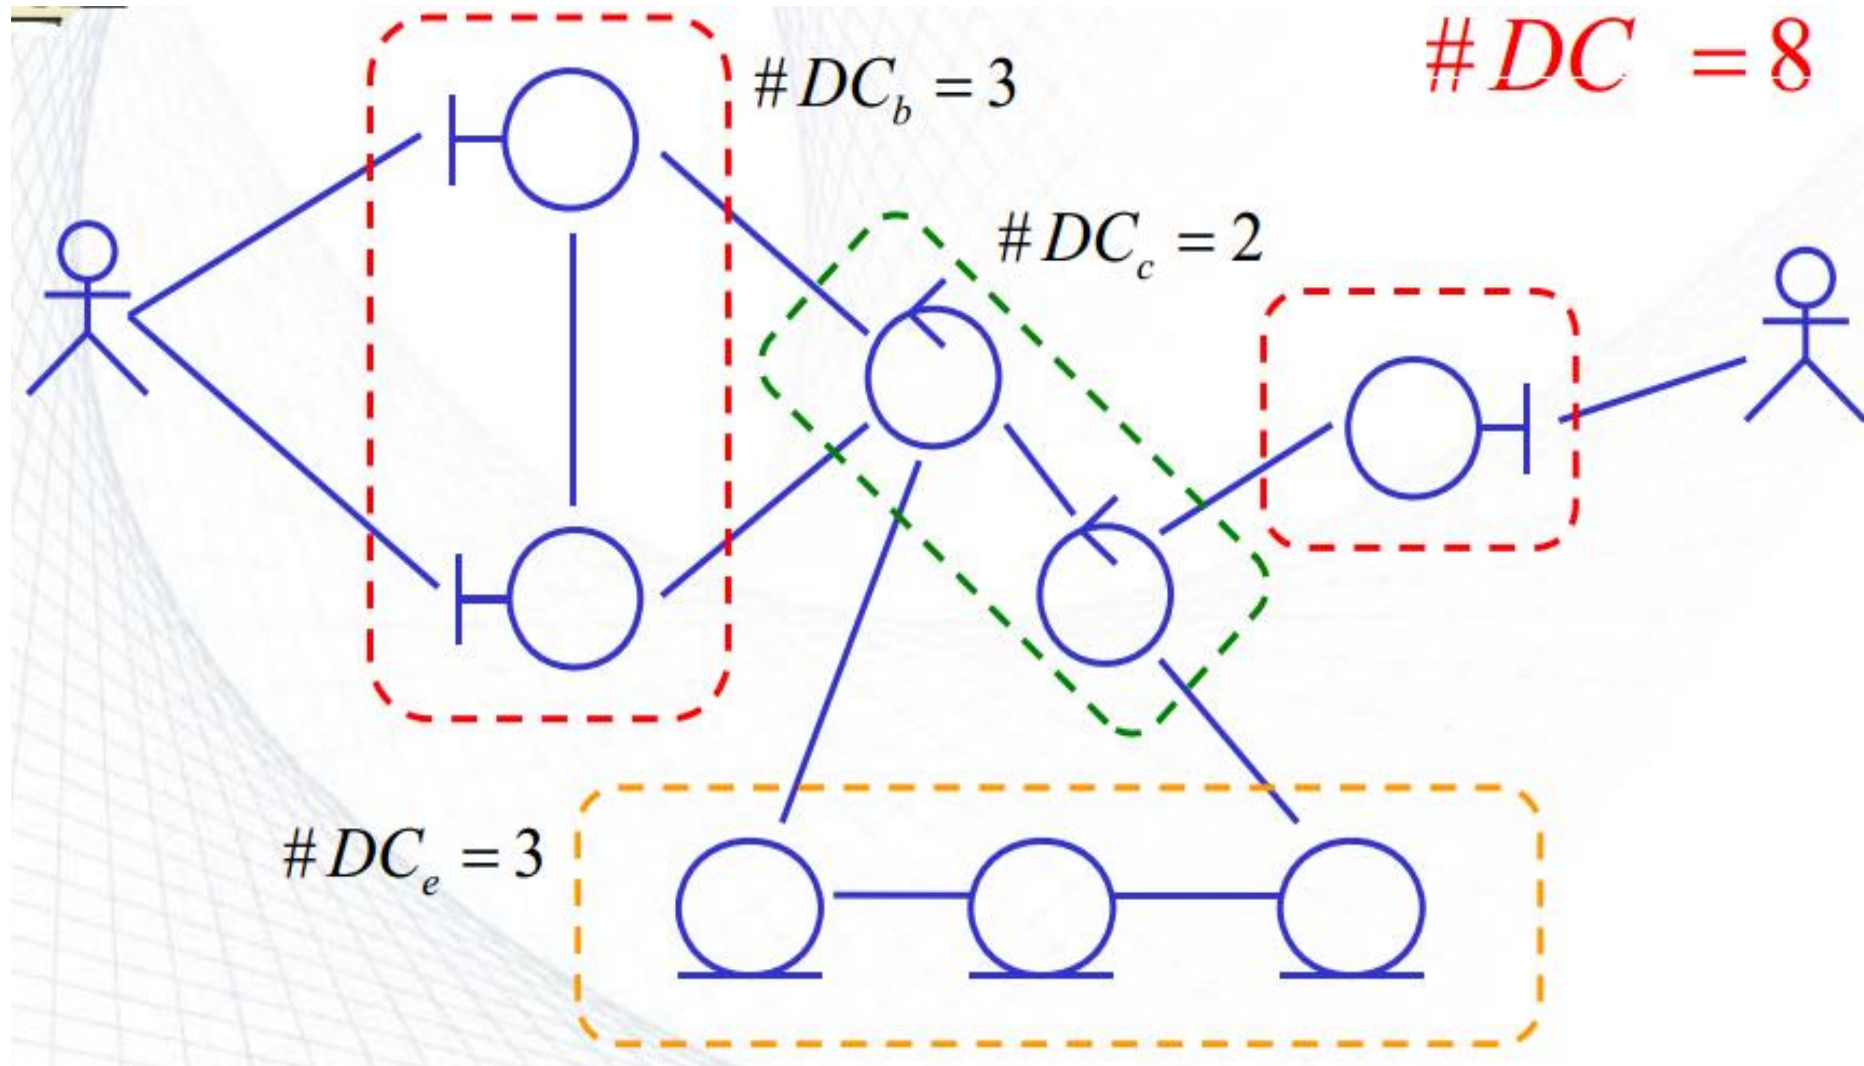 #DC = 8
#DC_b = 3
#DC_c = 2
#DC_e = 3